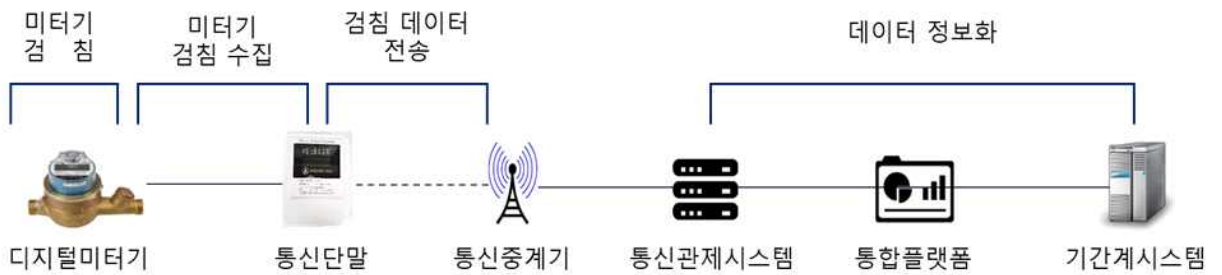 미터기
검 침
미터기
검침 수집
검침 데이터
전송
데이터 정보화
디지털미터기
통신단말
통신중계기
통신관제시스템
통합플랫폼
기간계시스템